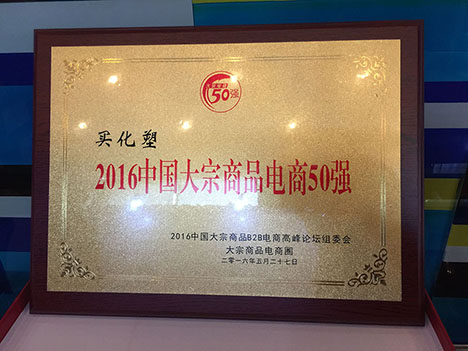 50强
买化塑
2016中国大宗商品电商50强
2016中国大宗商品B2B电商高峰论坛组委会
大宗商品电商圈
二零一六年五月二十七日